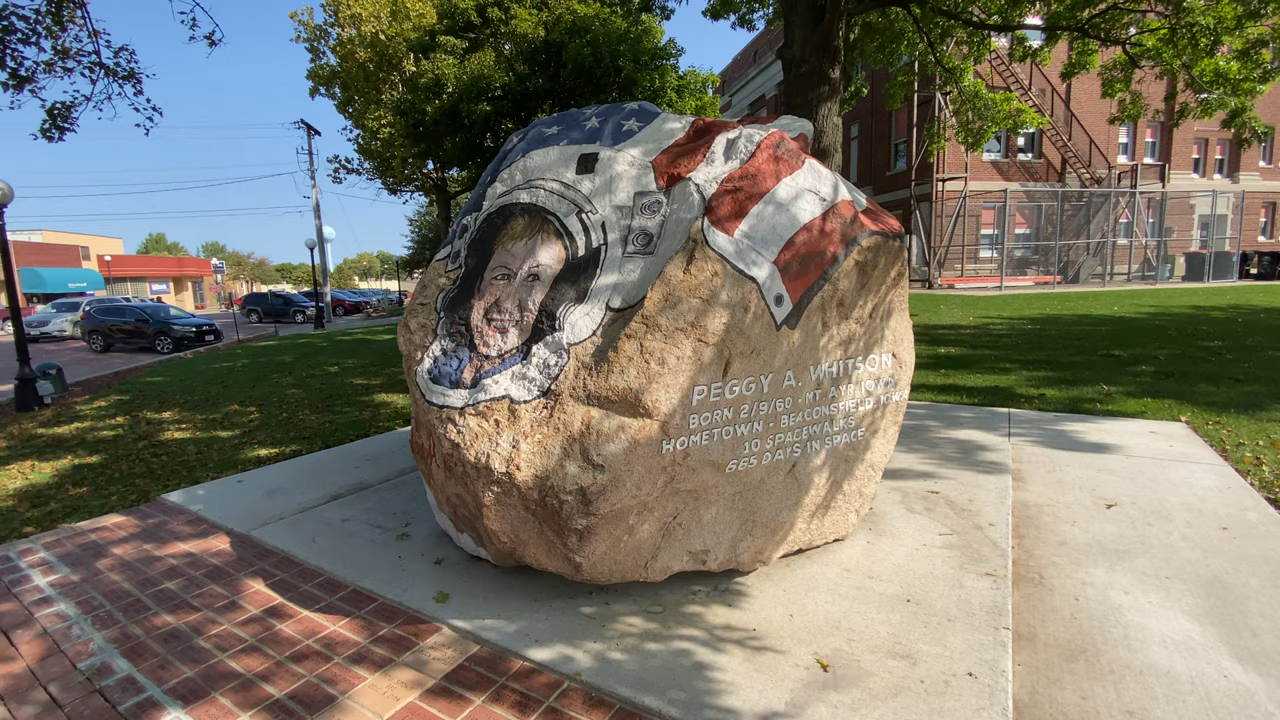 PEGGY A. WHITSON
BORN 2/9/60 - MT. AYR, IOWA
HOMETOWN - BEACONSFIELD, IOWA
10 SPACEWALKS
665 DAYS IN SPACE